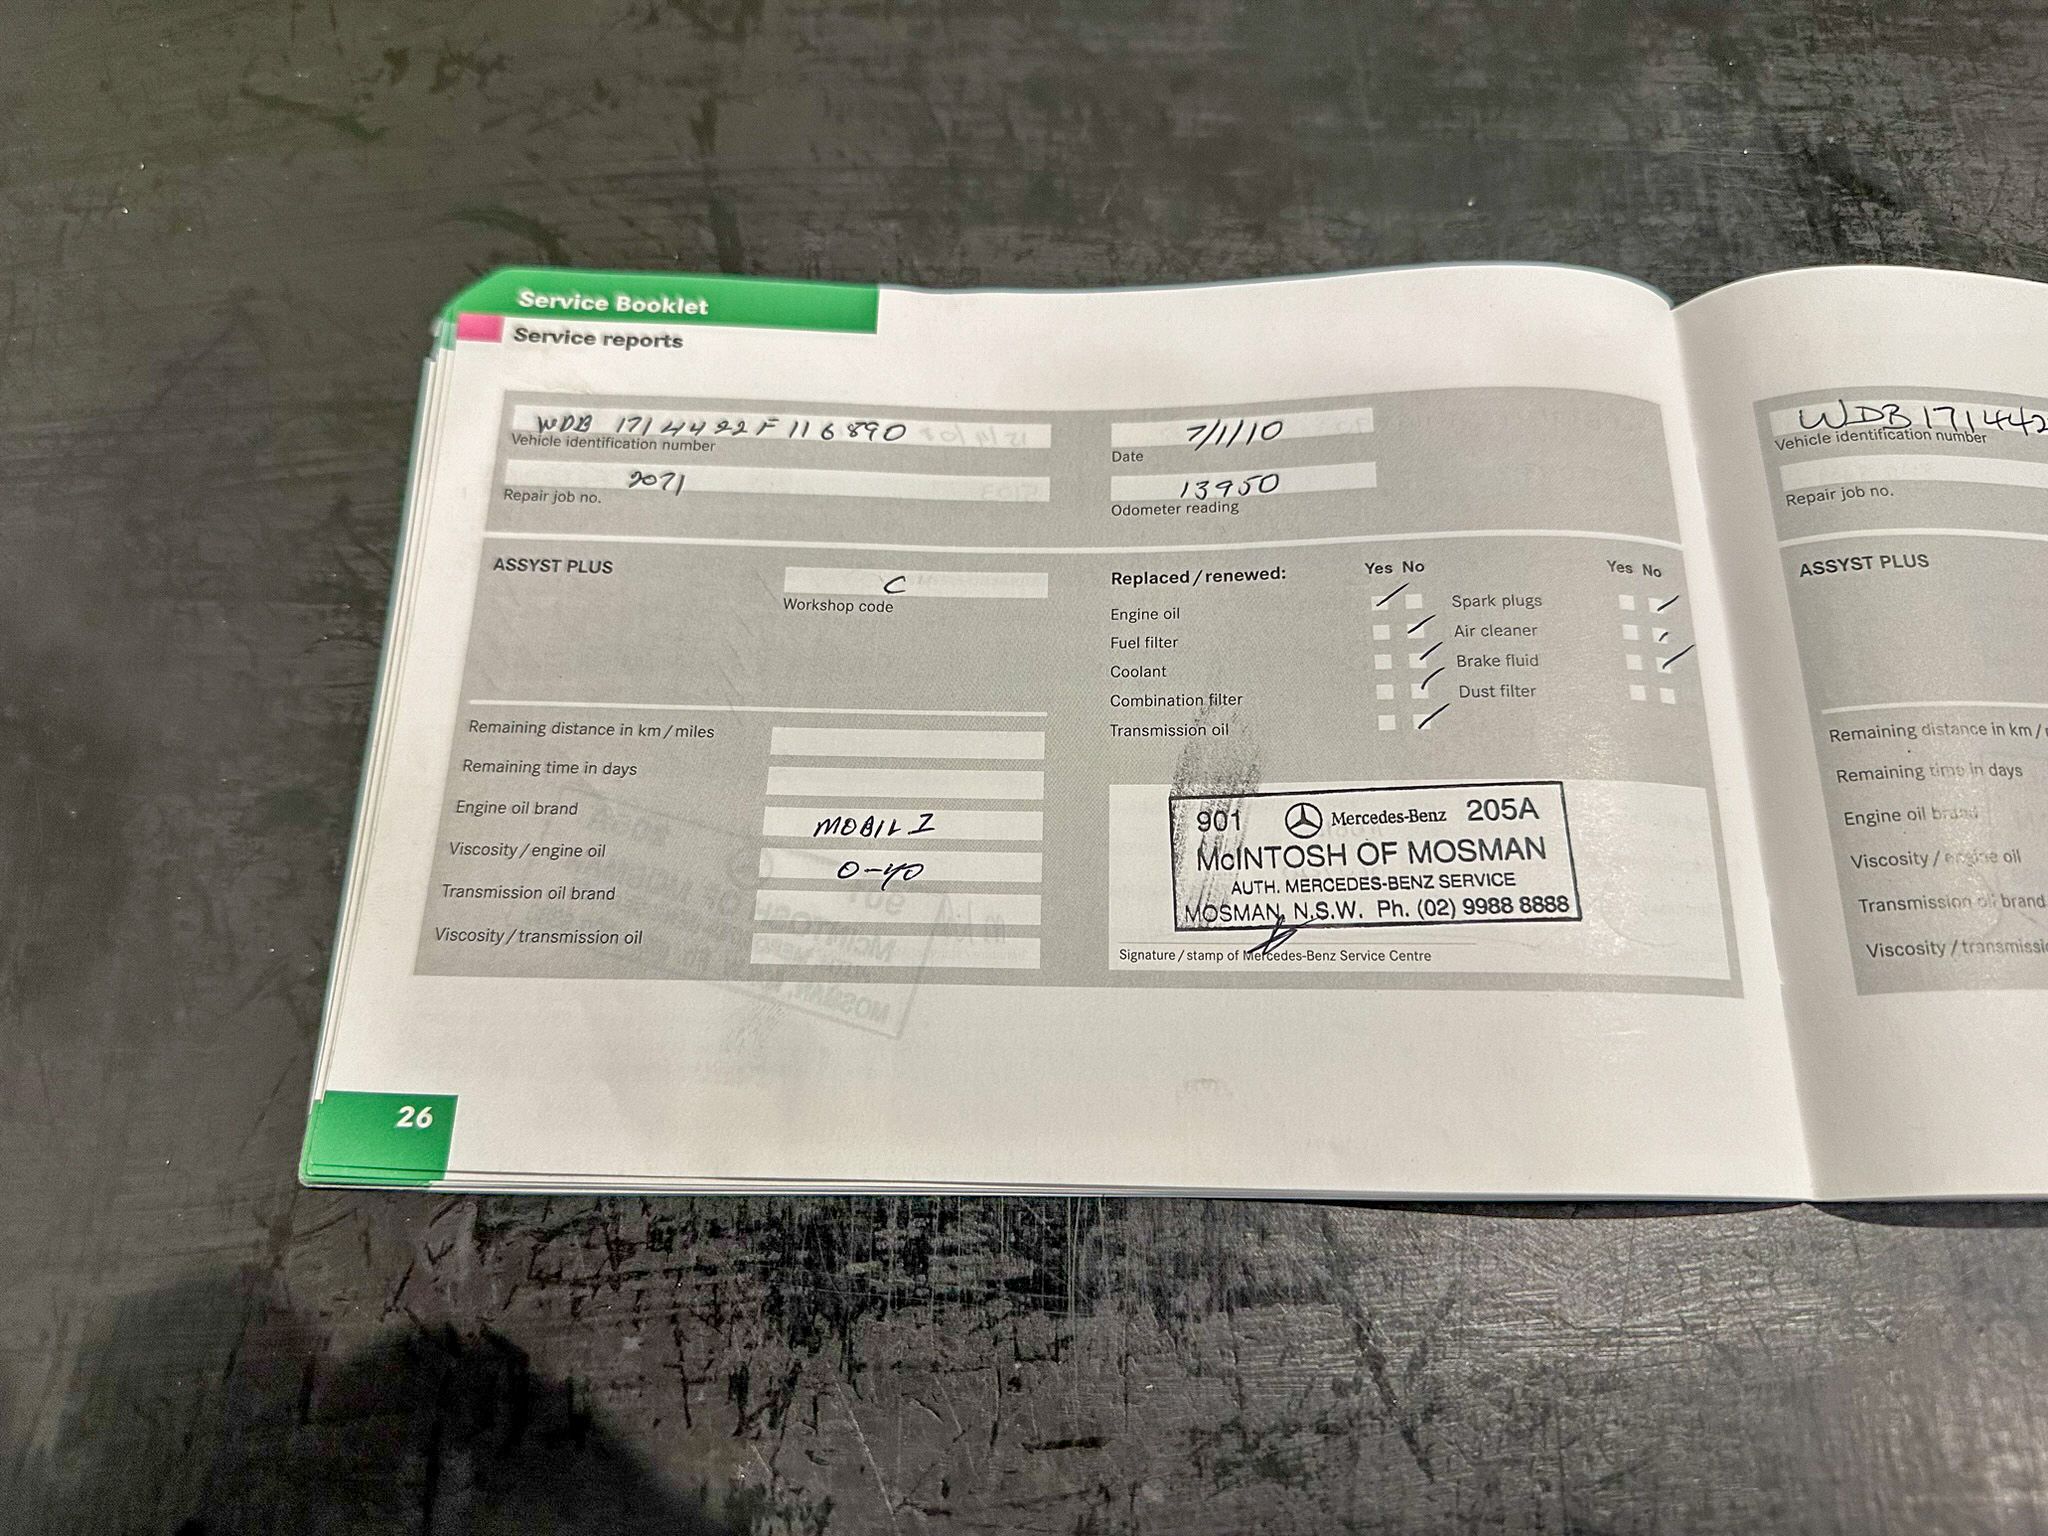 Service Booklet
Service reports
WDB 1714422F116890
Vehicle identification number
7/1/10
Date
2071
Repair job no.
13950
Odometer reading
ASSYST PLUS
C
Workshop code
Replaced / renewed:
Yes No
Yes No
Engine oil
Spark plugs
Fuel filter
Air cleaner
Coolant
Brake fluid
Combination filter
Dust filter
Transmission oil
Remaining distance in km / miles
Remaining time in days
Engine oil brand
MOBIL 1
Viscosity / engine oil
0-40
Transmission oil brand
Viscosity / transmission oil
901 Mercedes-Benz 205A
McINTOSH OF MOSMAN
AUTH. MERCEDES-BENZ SERVICE
MOSMAN, N.S.W. Ph. (02) 9988 8888
Signature / stamp of Mercedes-Benz Service Centre
26
WDB171442
Vehicle identification number
Repair job no.
ASSYST PLUS
Remaining distance in km /
Remaining time in days
Engine oil brand
Viscosity / engine oil
Transmission oil brand
Viscosity / transmissi